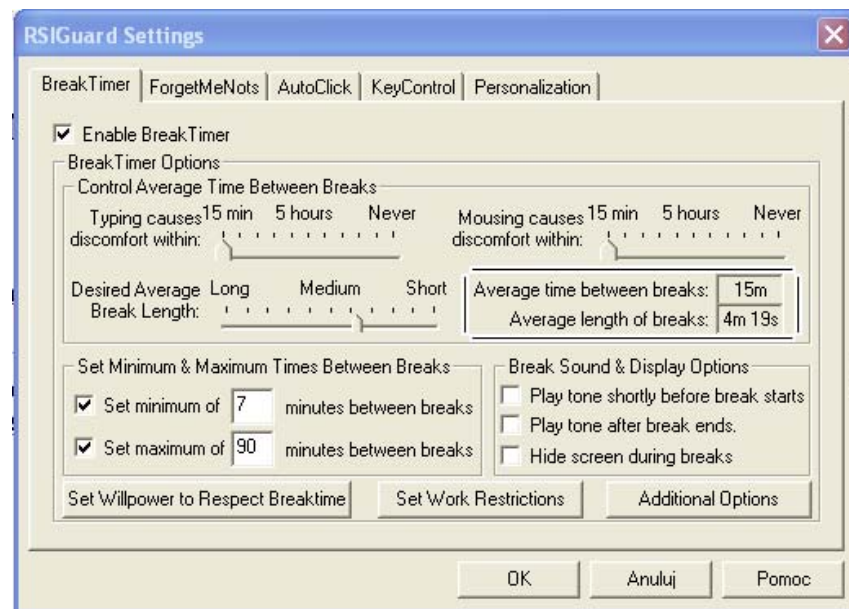 RSIGuard Settings
BreakTimer ForgetMeNots AutoClick KeyControl Personalization
Enable BreakTimer
BreakTimer Options
Control Average Time Between Breaks
Typing causes discomfort within: 15 min 5 hours Never
Mousing causes discomfort within: 15 min 5 hours Never
Desired Average Break Length: Long Medium Short
Average time between breaks: 15m
Average length of breaks: 4m 19s
Set Minimum & Maximum Times Between Breaks
Set minimum of 7 minutes between breaks
Set maximum of 90 minutes between breaks
Break Sound & Display Options
Play tone shortly before break starts
Play tone after break ends.
Hide screen during breaks
Set Willpower to Respect Breaktime Set Work Restrictions Additional Options
OK Anuluj Pomoc